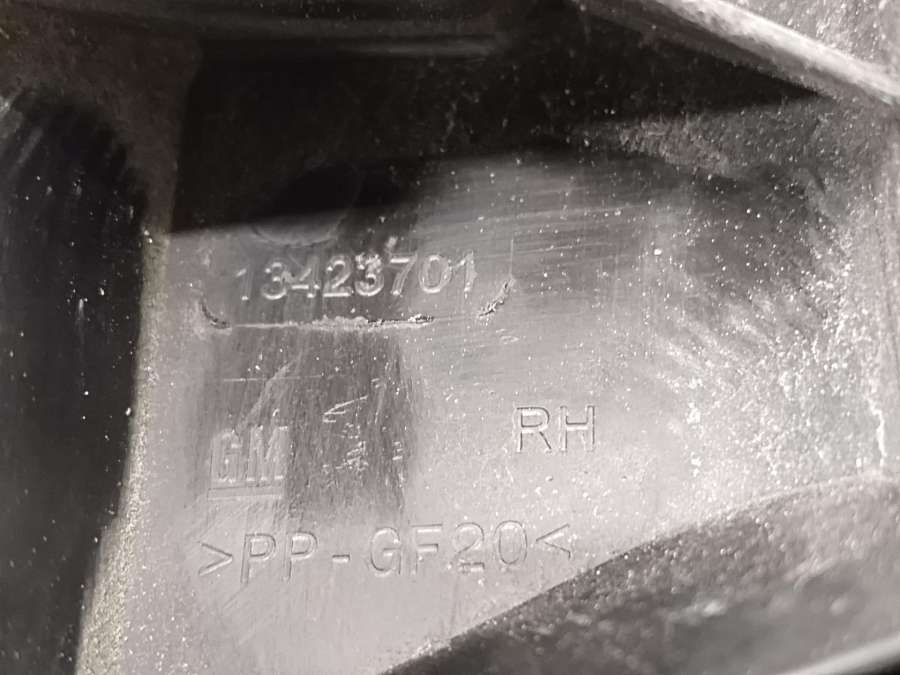 13423701
RH
GM
>PP-GF20<